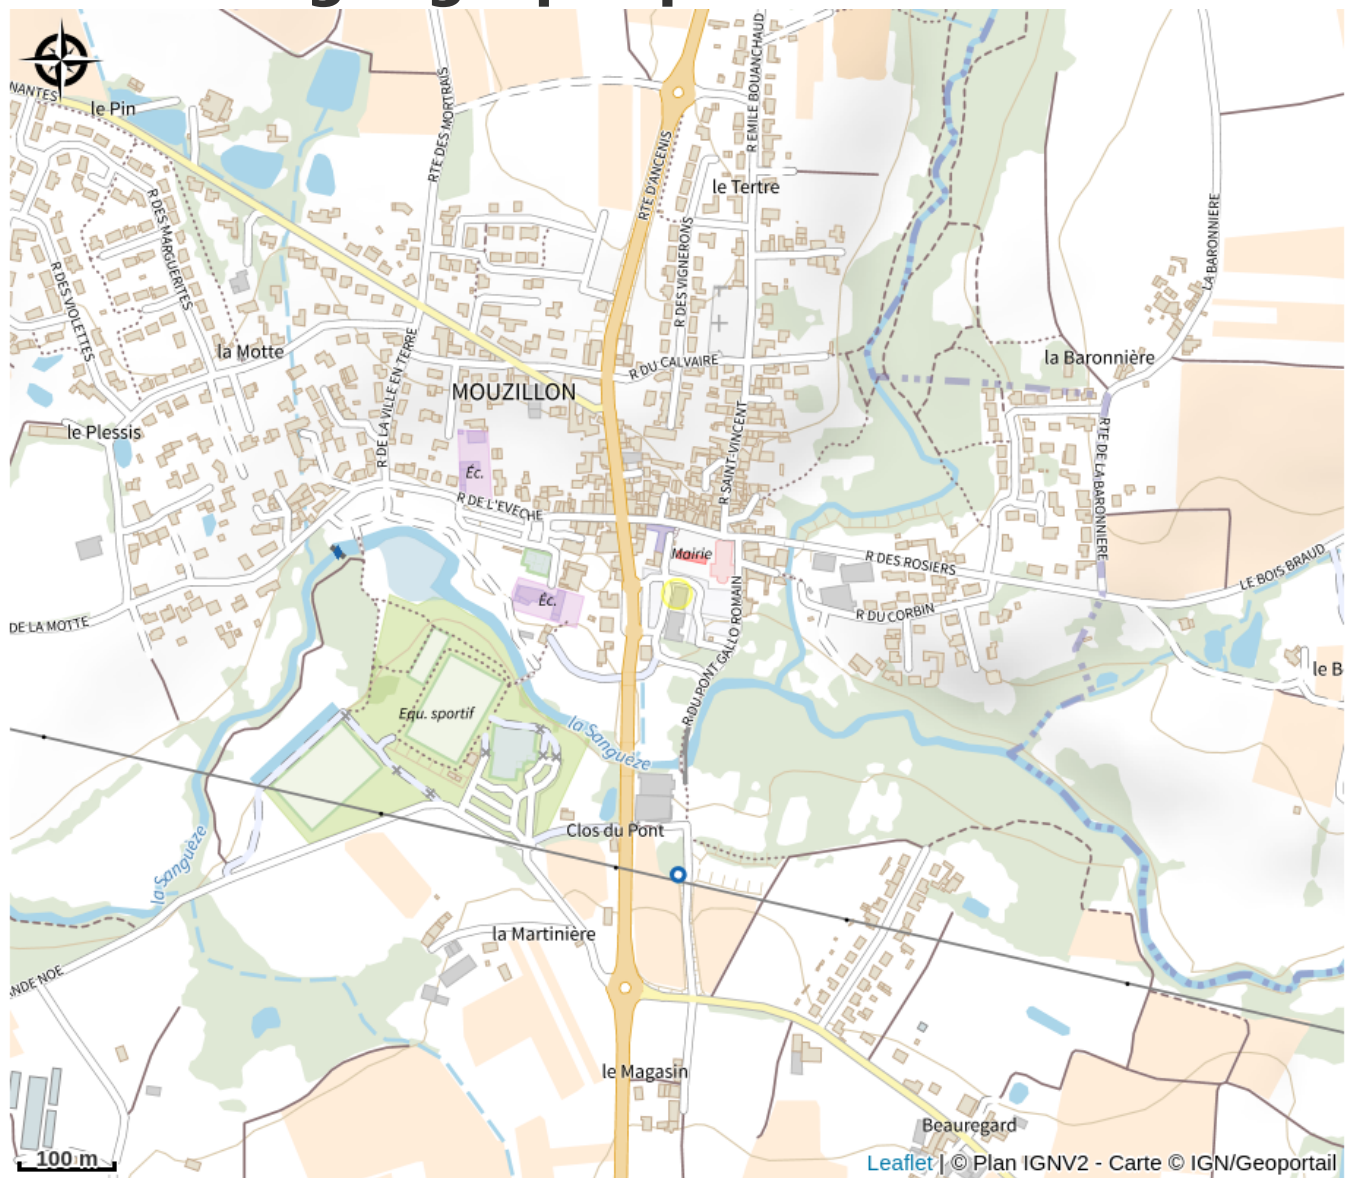 NANTES
le Pin
RTE DES MORTRAIS
R EMILE BOUANCHAUD
RTE D'ANCENIS
le Tertre
R DES MARGUERITES
R DES VIOLETTES
R DES VIGNERONS
LA BARONNIERE
la Motte
R DE LA VILLE EN TERRE
R DU CALVAIRE
la Baronnière
MOUZILLON
le Plessis
R SAINT-VINCENT
RTE DE LA BARONNIERE
Éc.
R DE L'EVECHE
Mairie
R DES ROSIERS
LE BOIS BRAUD
Éc.
R DU CORBIN
DE LA MOTTE
R DU PONT GALLO ROMAIN
le B
Equ. sportif
la Sanguèze
Clos du Pont
la Sanguèze
la Martinière
ANDE NOE
le Magasin
Beauregard
100 m
Leaflet | © Plan IGNV2 - Carte © IGN/Geoportail